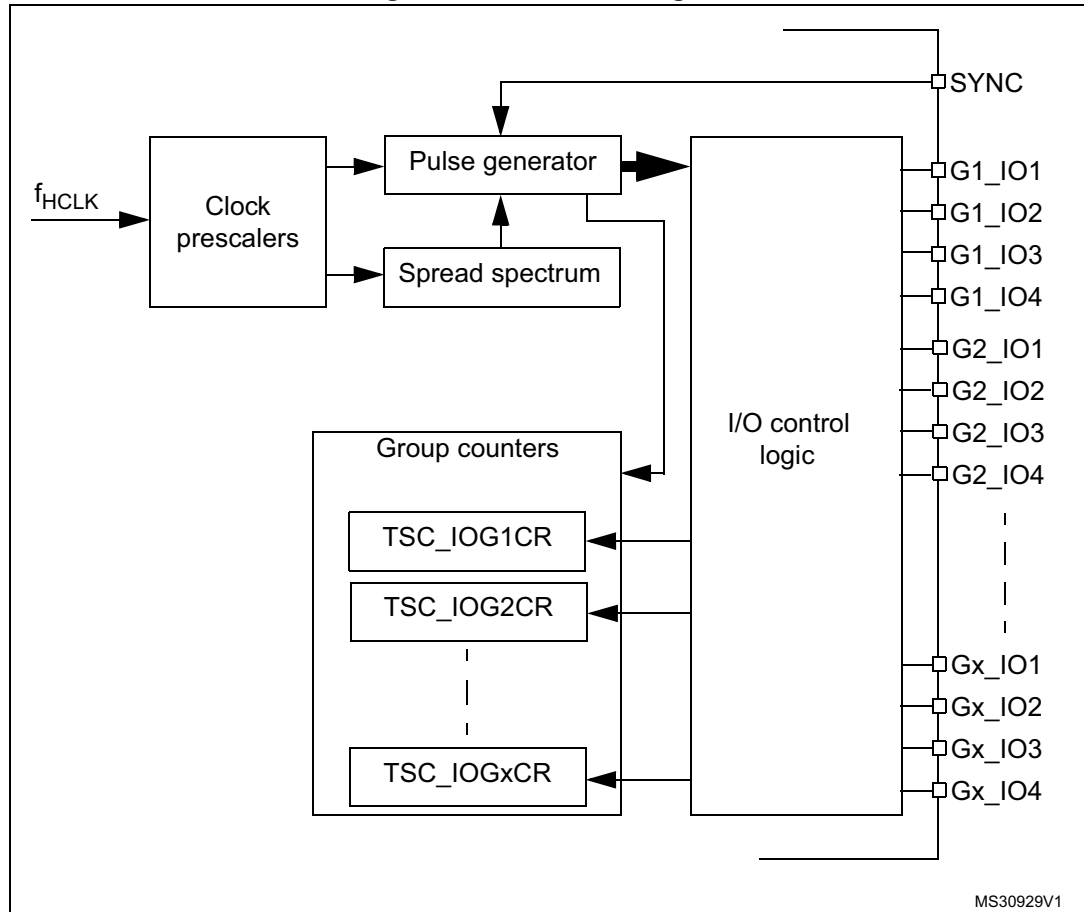 SYNC
Pulse generator
G1_IO1
fHCLK
Clock
prescalers
G1_IO2
G1_IO3
Spread spectrum
G1_IO4
G2_IO1
G2_IO2
I/O control
logic
G2_IO3
Group counters
G2_IO4
TSC_IOG1CR
TSC_IOG2CR
Gx_IO1
Gx_IO2
Gx_IO3
TSC_IOGxCR
Gx_IO4
MS30929V1